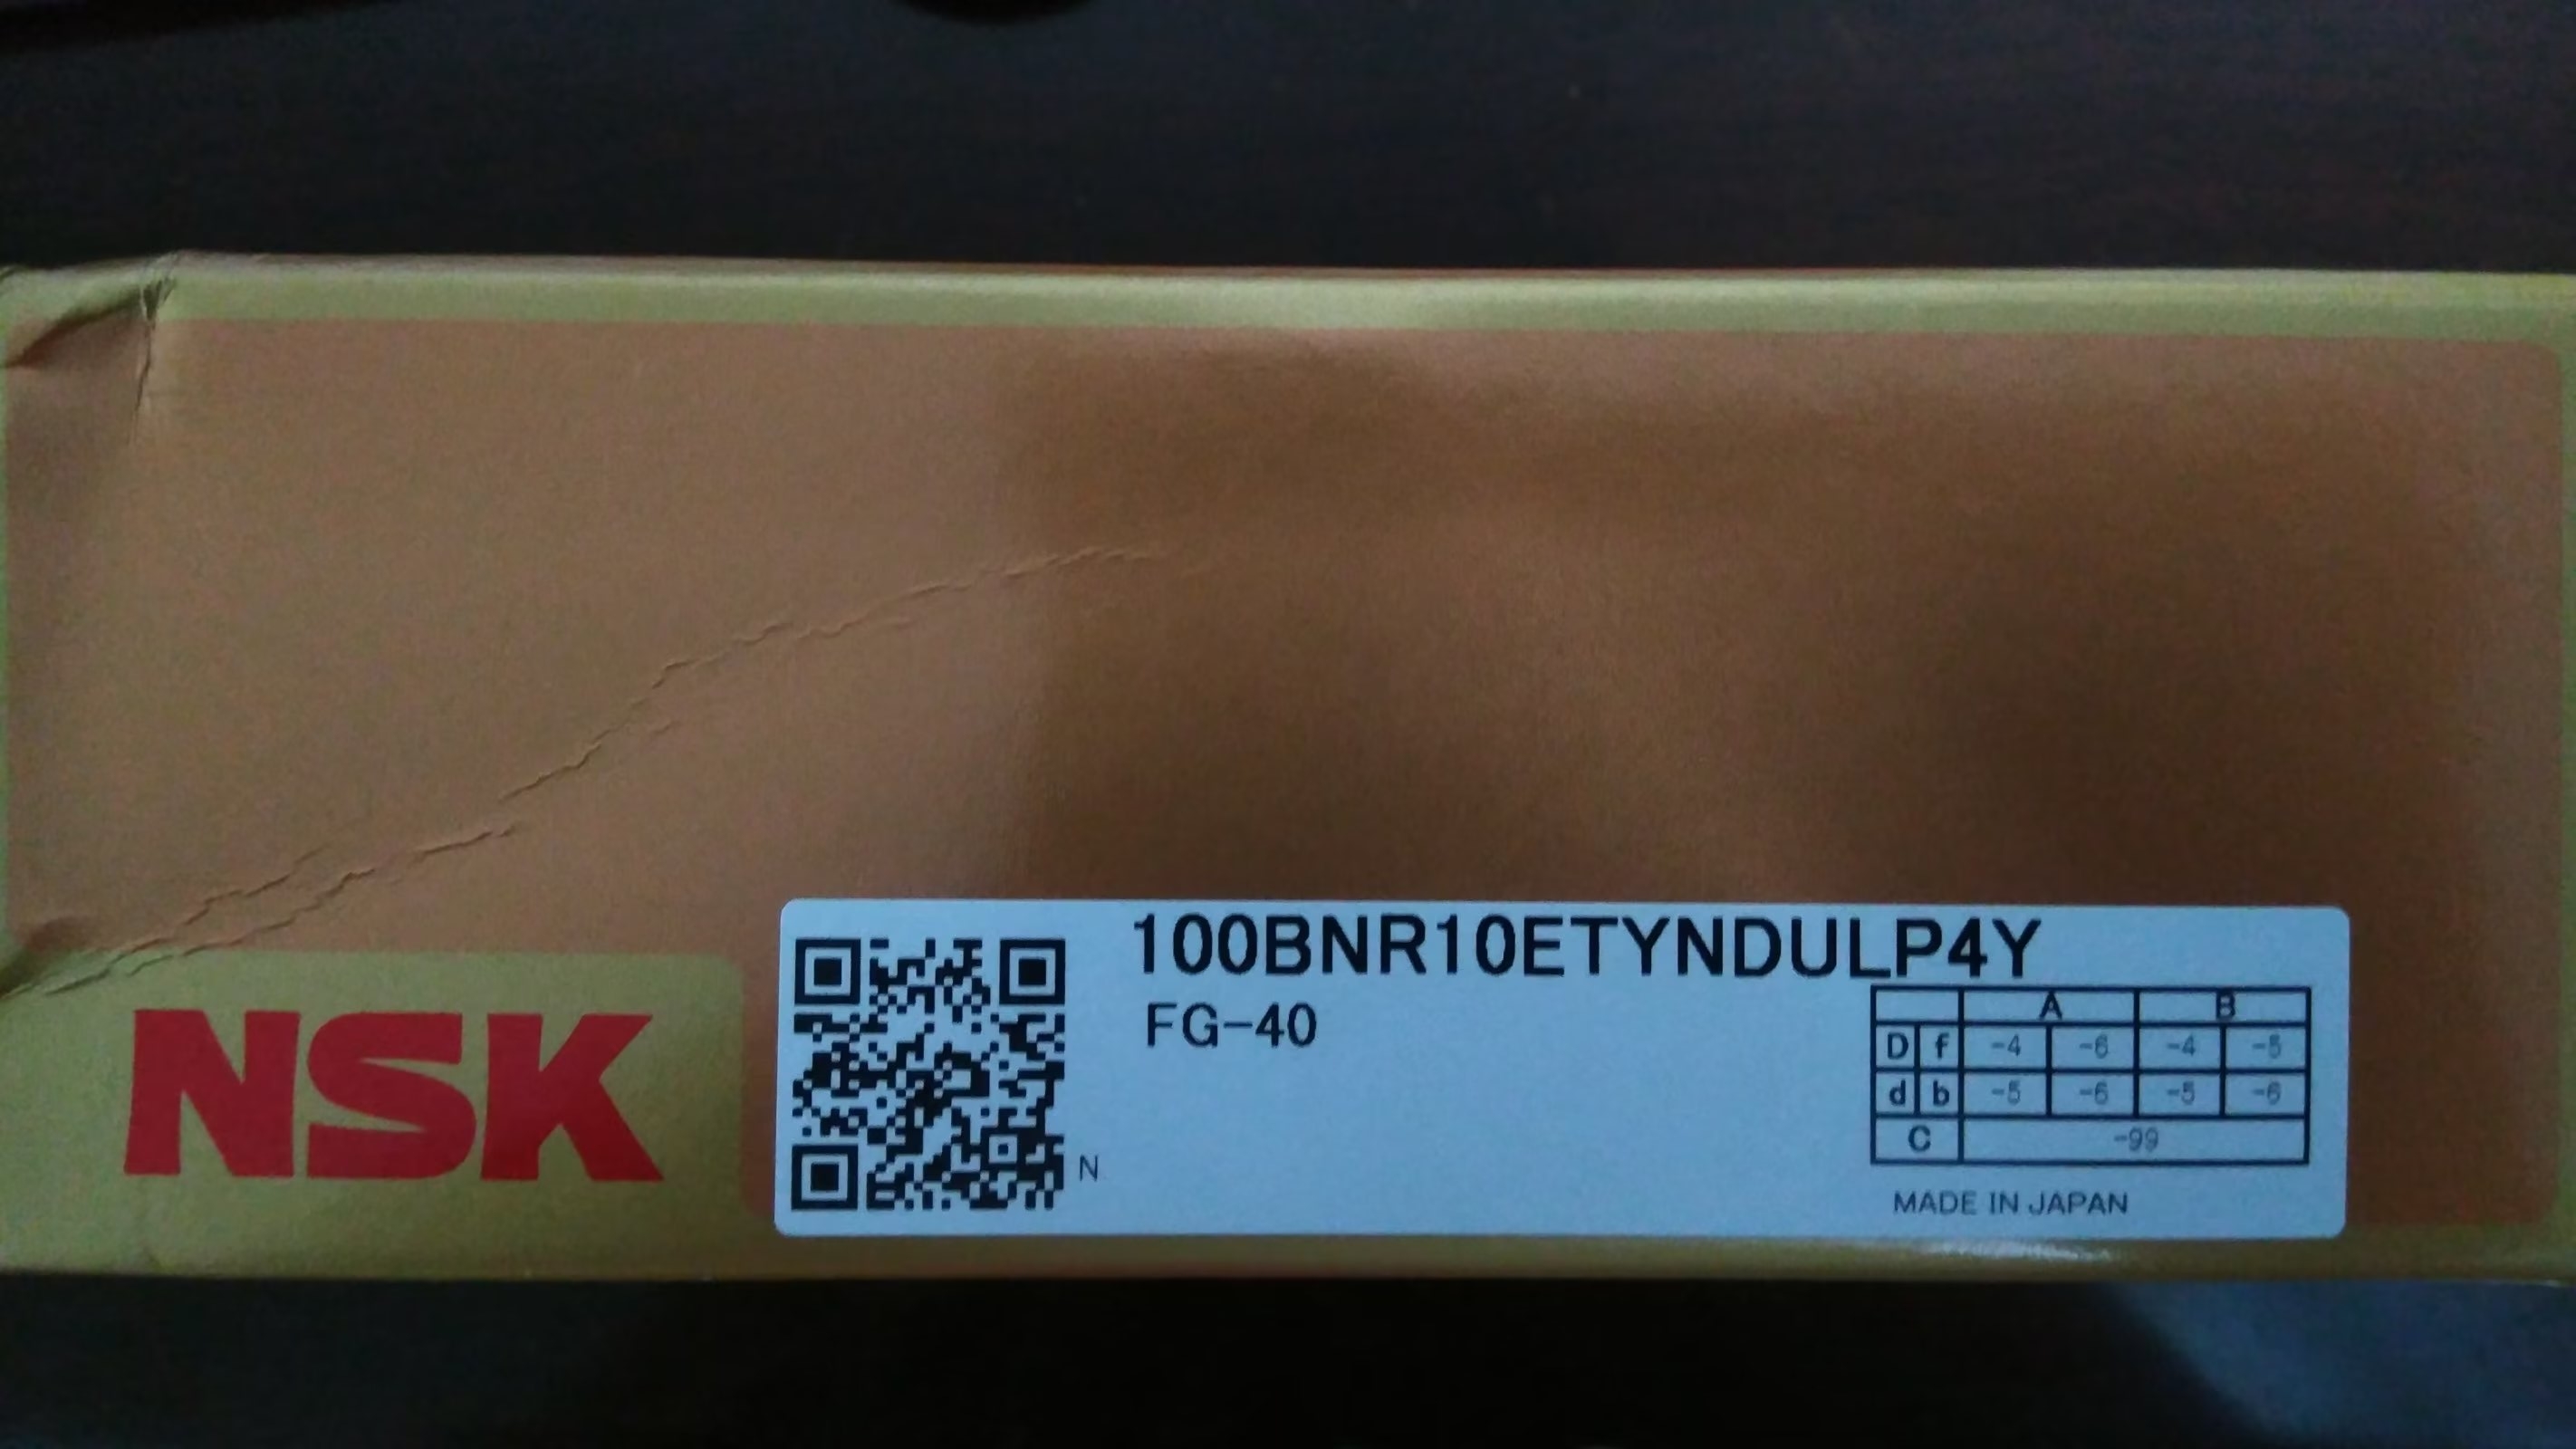 NSK
100BNR10ETYNDULP4Y
FG-40
N
A B
D f -4 -6 -4 -5
d b -5 -6 -5 -6
C -99
MADE IN JAPAN